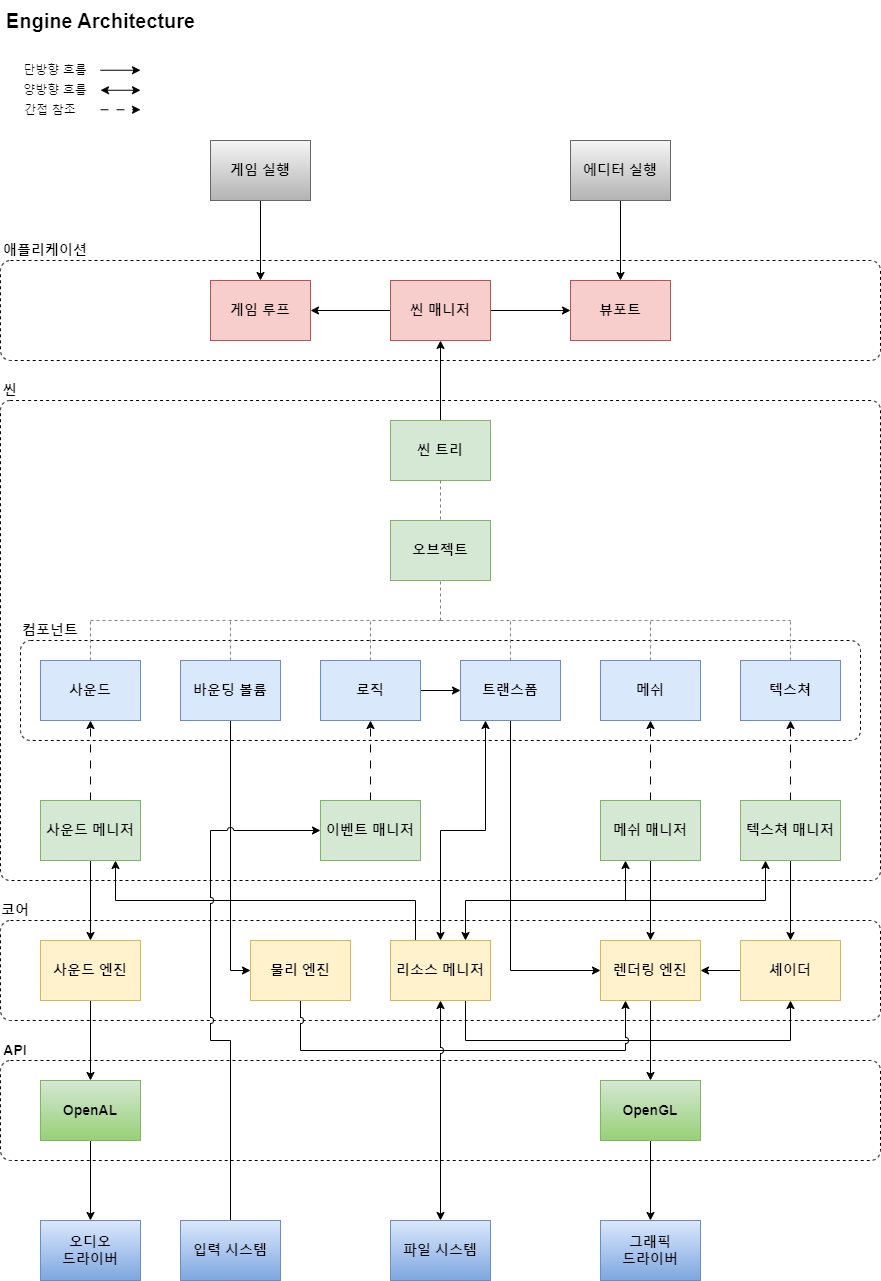 Engine Architecture
단방향 흐름
양방향 흐름
간접 참조
게임 실행
에디터 실행
애플리케이션
게임 루프
씬 매니저
뷰포트
씬
씬 트리
오브젝트
컴포넌트
사운드
바운딩 볼륨
로직
트랜스폼
메쉬
텍스쳐
사운드 메니저
이벤트 매니저
메쉬 매니저
텍스쳐 매니저
코어
사운드 엔진
물리 엔진
리소스 메니저
렌더링 엔진
셰이더
API
OpenAL
OpenGL
오디오
드라이버
입력 시스템
파일 시스템
그래픽
드라이버